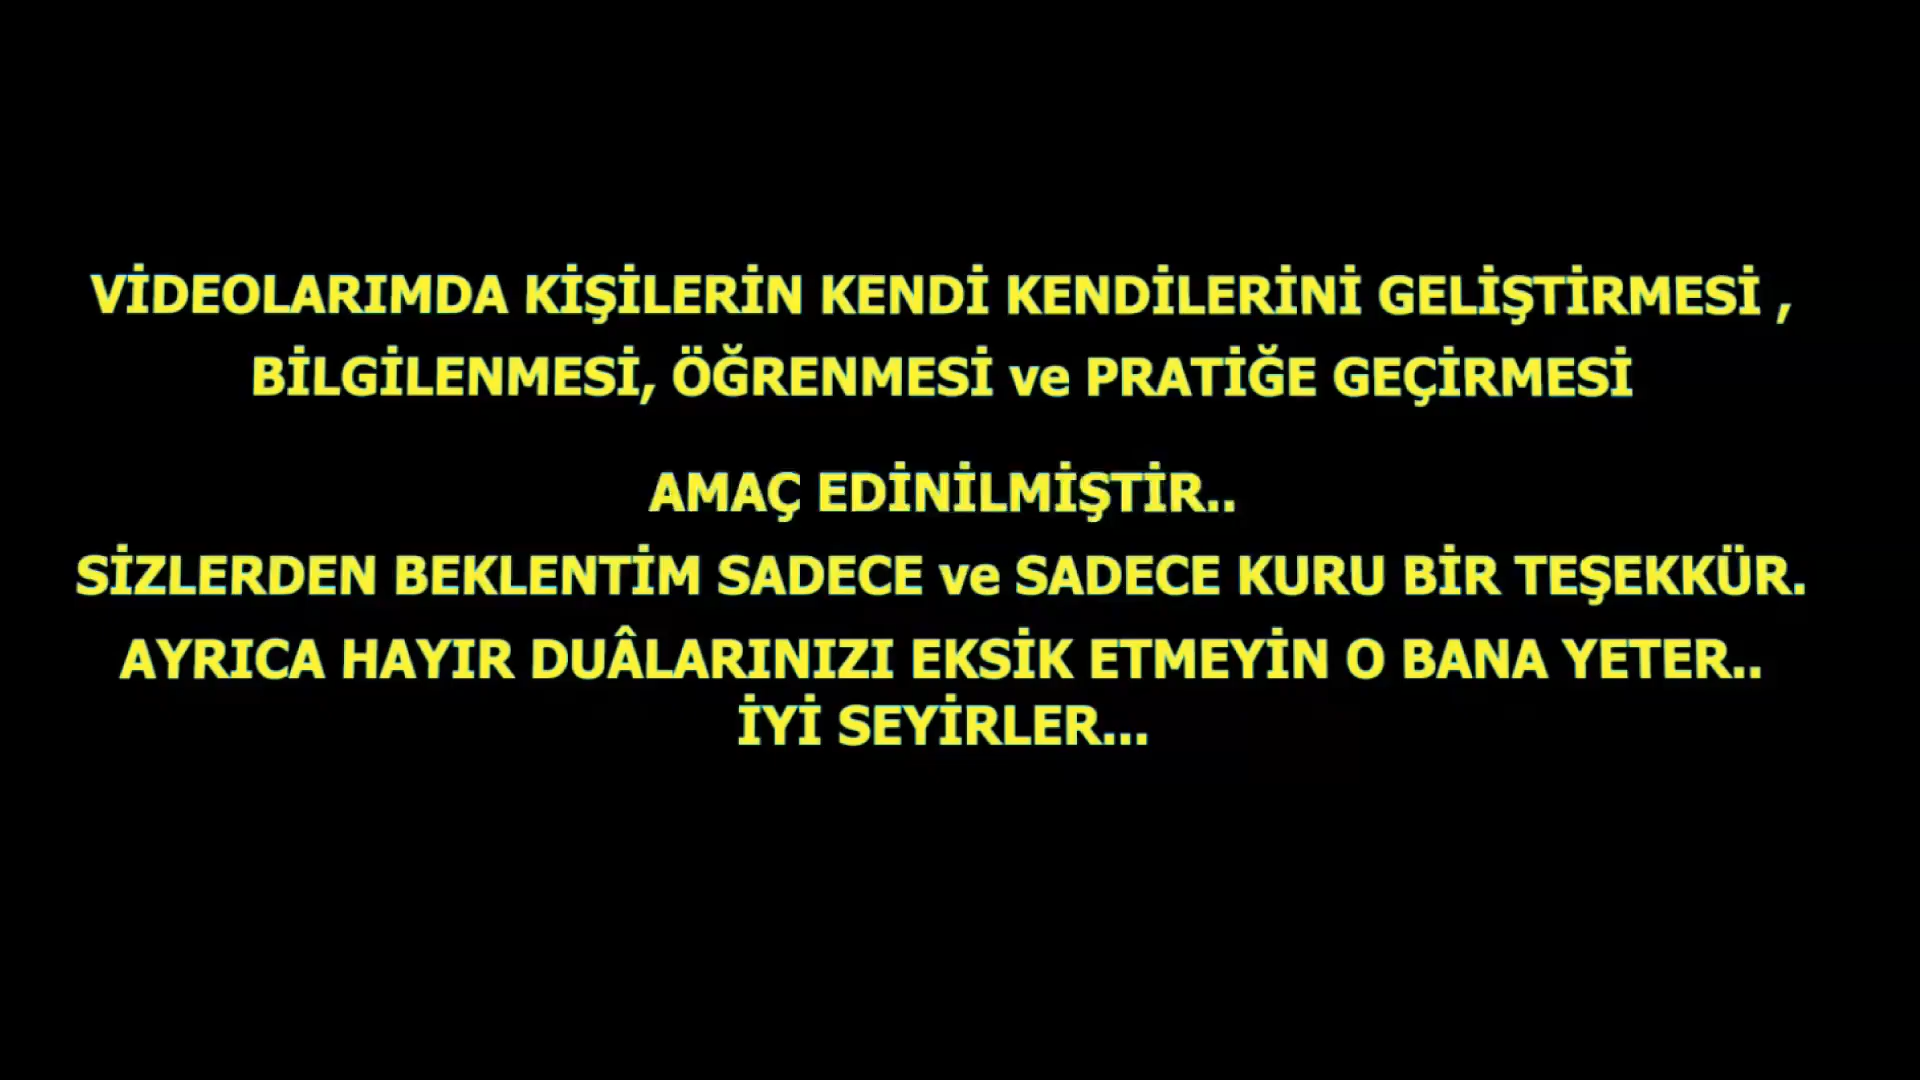 VİDEOLARIMDA KİŞİLERİN KENDİ KENDİLERİNİ GELİŞTİRMESİ ,
BİLGİLENMESİ, ÖĞRENMESİ ve PRATİĞE GEÇİRMESİ
AMAÇ EDİNİLMİŞTİR..
SİZLERDEN BEKLENTİM SADECE ve SADECE KURU BİR TEŞEKKÜR.
AYRICA HAYIR DUÂLARINIZI EKSİK ETMEYİN O BANA YETER..
İYİ SEYİRLER...